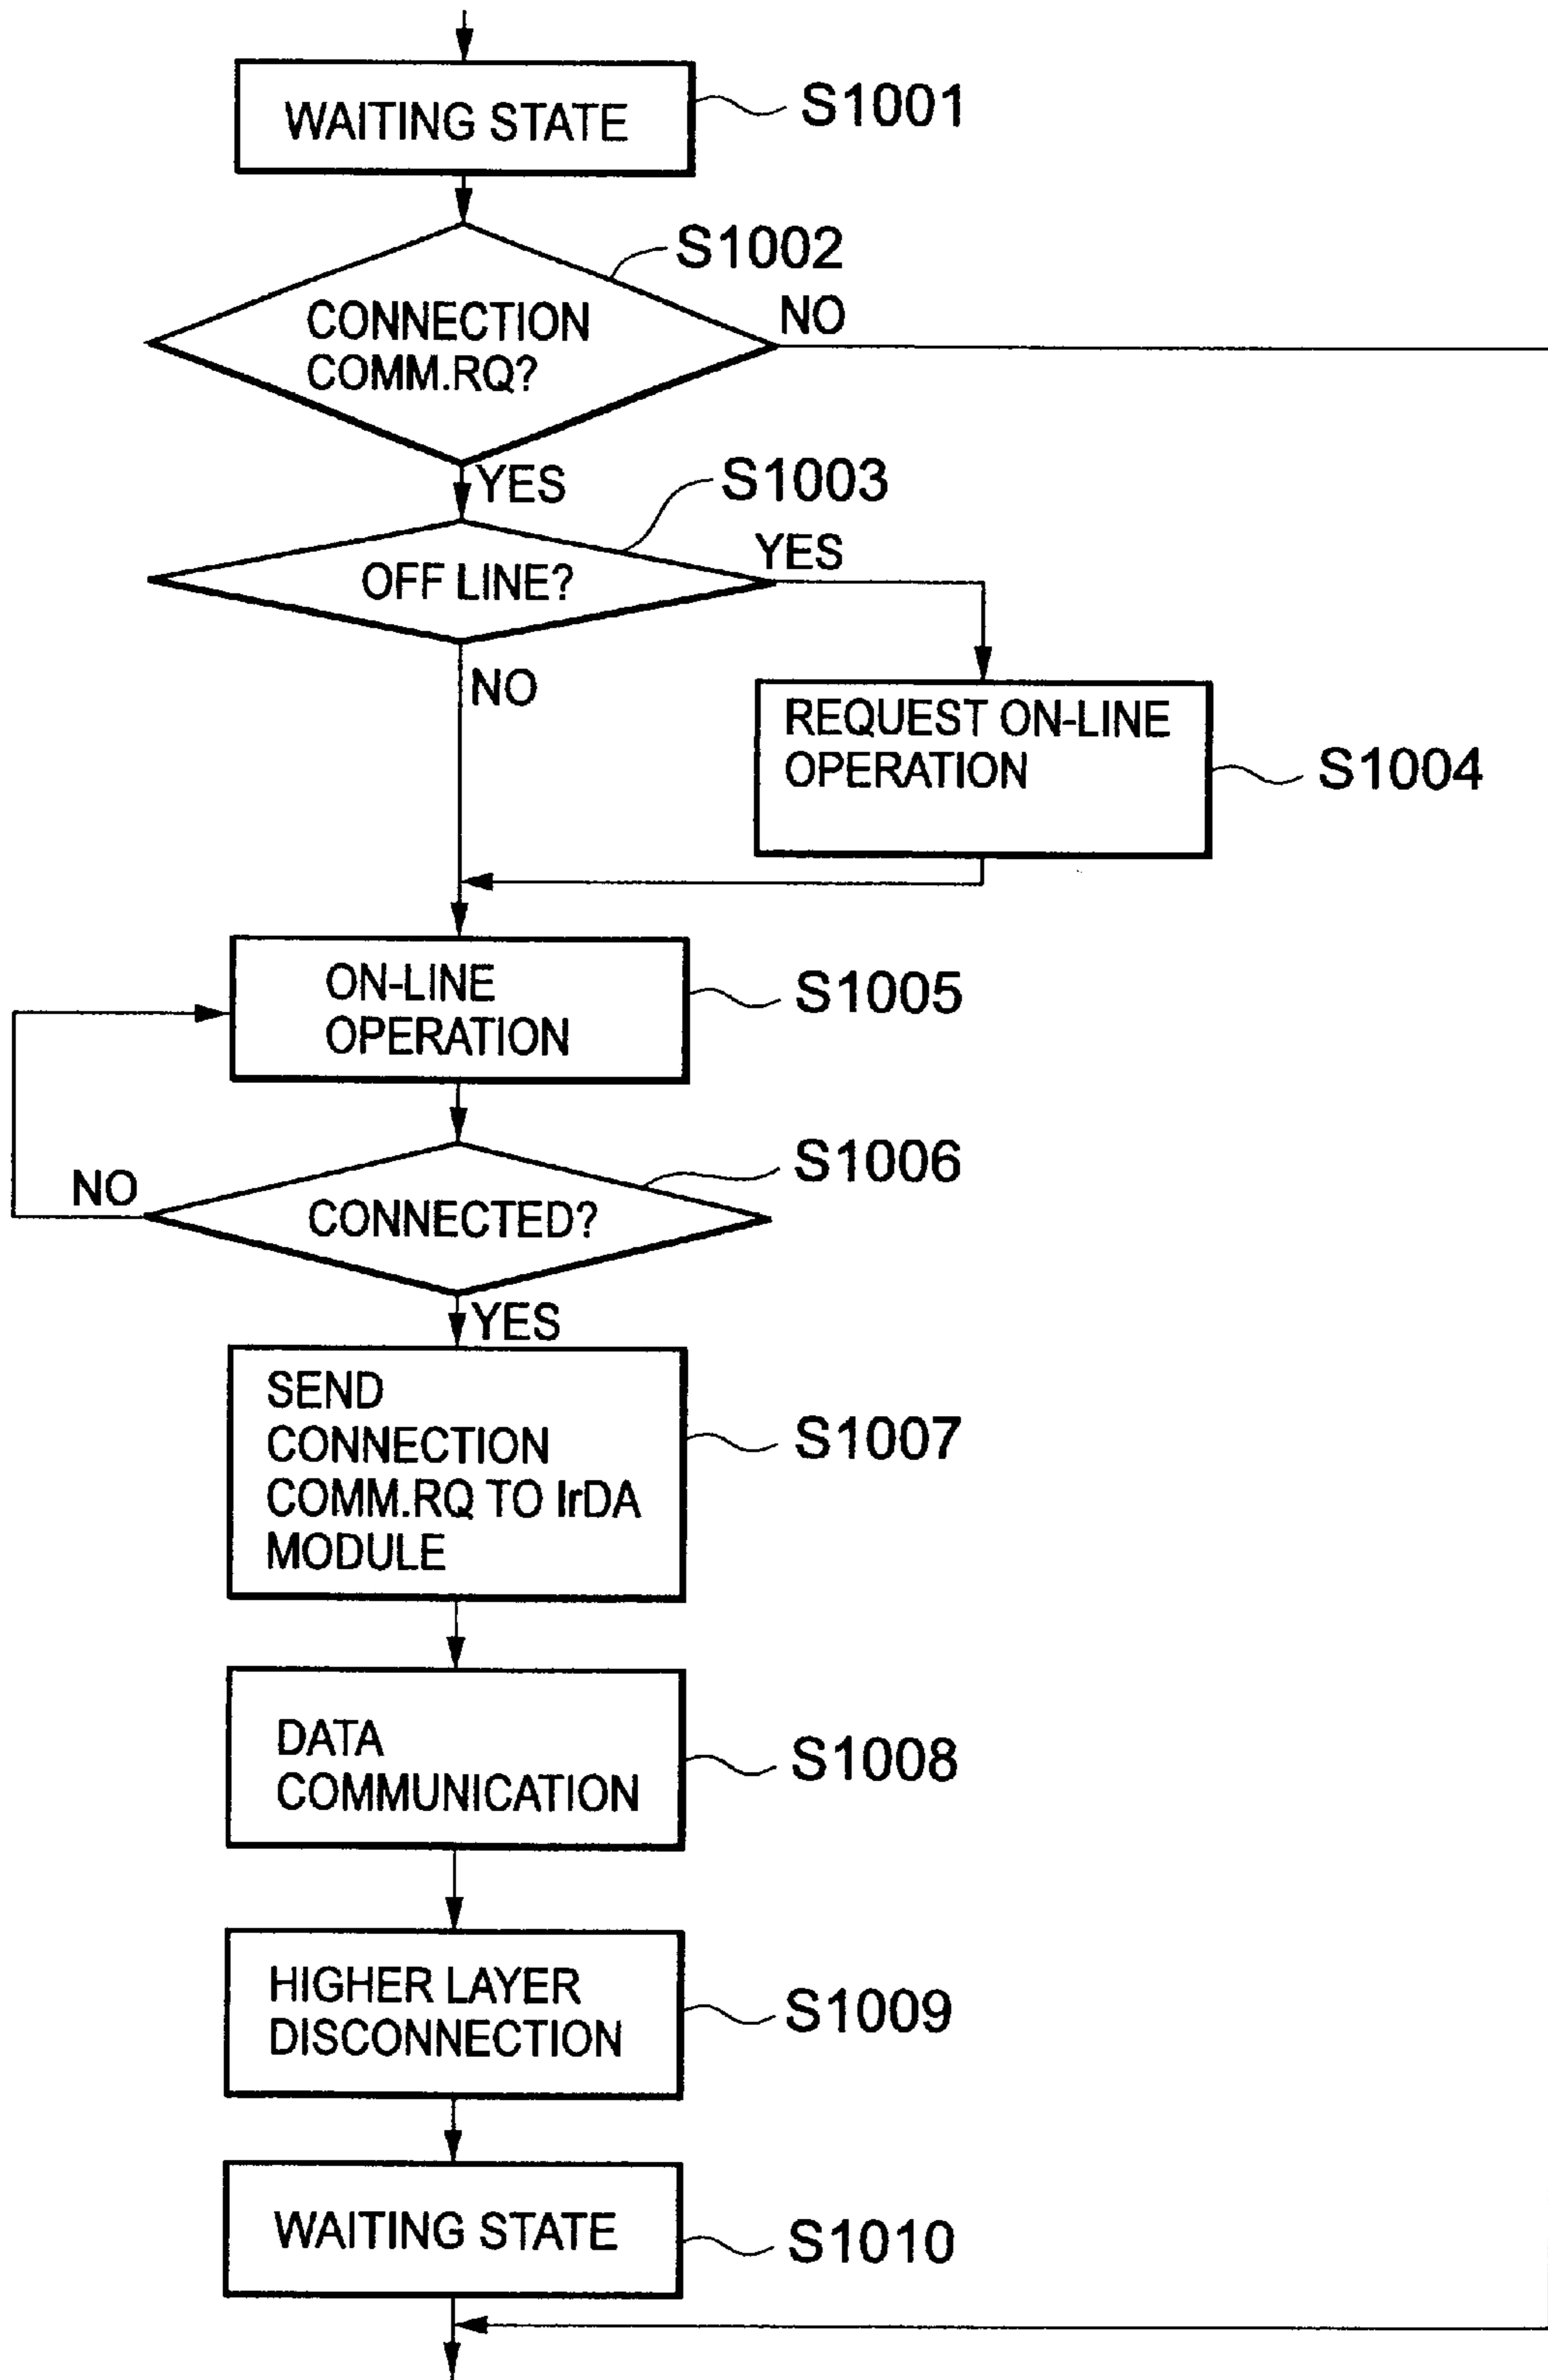 WAITING STATE
S1001
S1002
CONNECTION
COMM.RQ?
NO
YES
S1003
OFF LINE?
YES
NO
REQUEST ON-LINE
OPERATION
S1004
ON-LINE
OPERATION
S1005
S1006
CONNECTED?
NO
YES
SEND
CONNECTION
COMM.RQ TO IrDA
MODULE
S1007
DATA
COMMUNICATION
S1008
HIGHER LAYER
DISCONNECTION
S1009
WAITING STATE
S1010